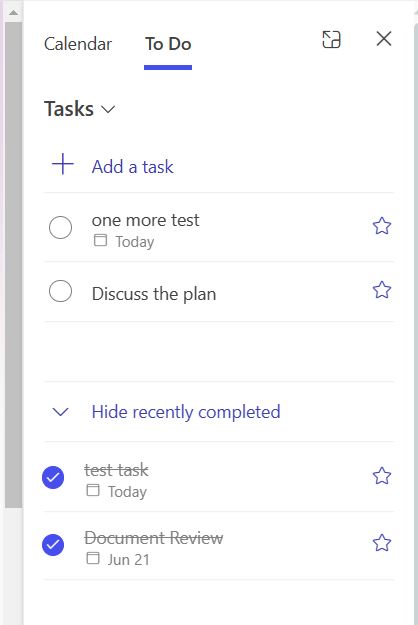 Calendar To Do
Tasks
Add a task
one more test
Today
Discuss the plan
Hide recently completed
test task
Today
Document Review
Jun 21